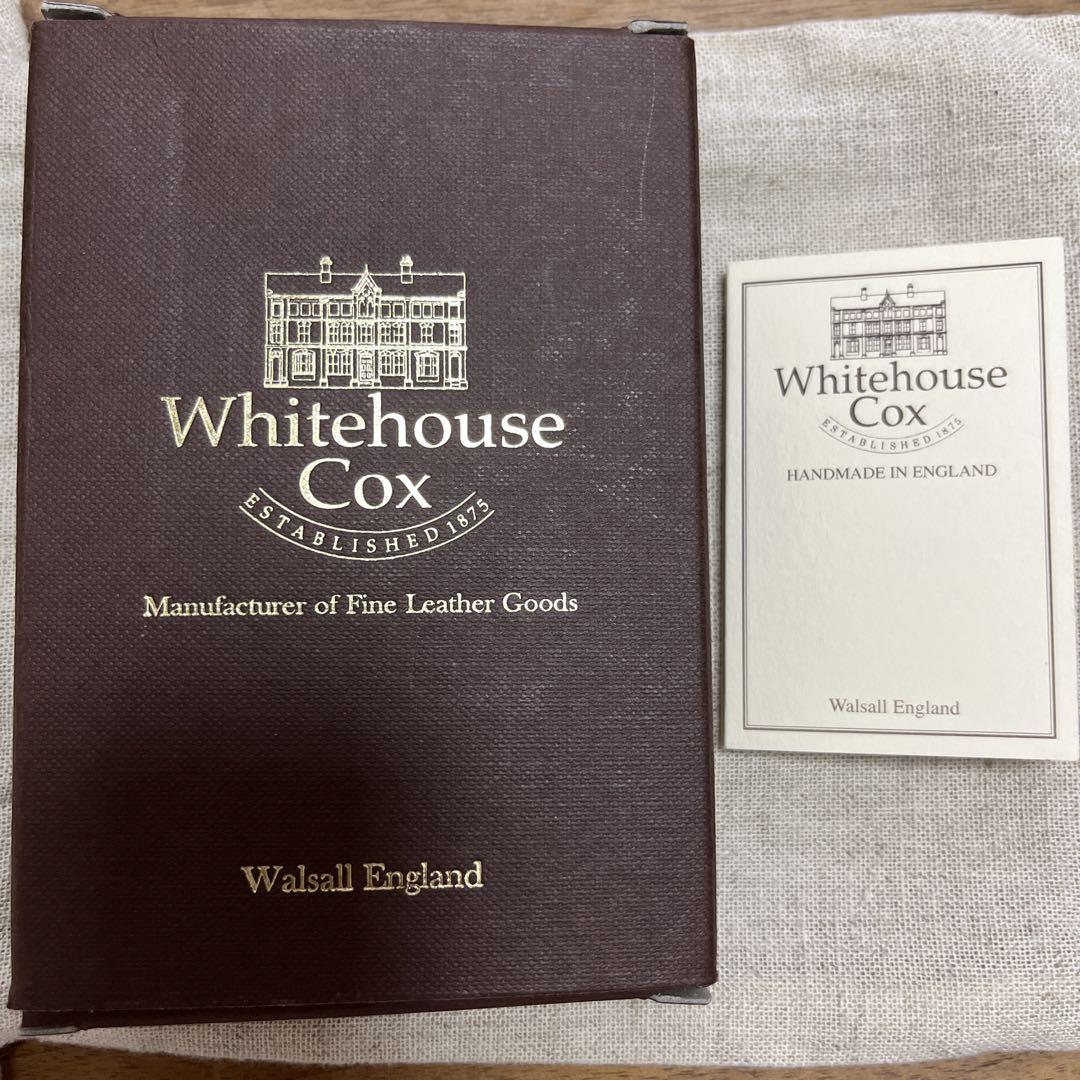 Whitehouse
Cox
ESTABLISHED 1875
Manufacturer of Fine Leather Goods
Walsall England
Whitehouse
Cox
ESTABLISHED 1875
HANDMADE IN ENGLAND
Walsall England